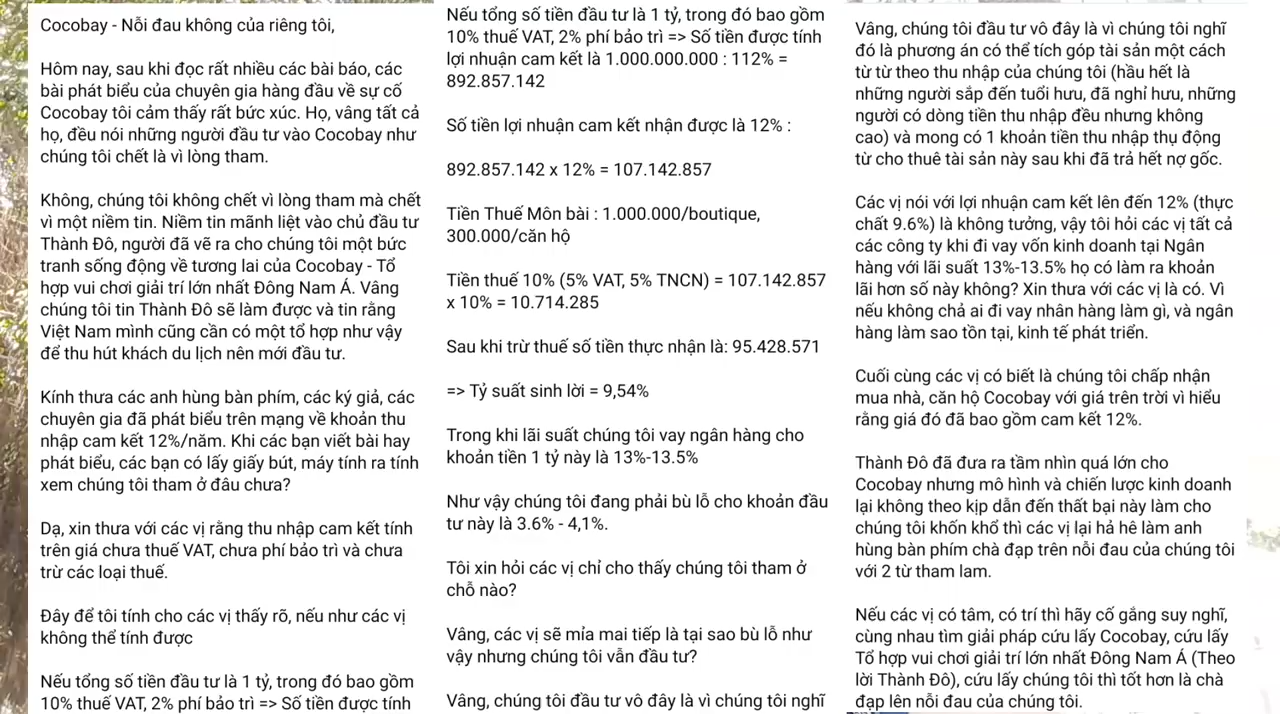 Cocobay - Nỗi đau không của riêng tôi,
Hôm nay, sau khi đọc rất nhiều các bài báo, các
bài phát biểu của chuyên gia hàng đầu về sự cố
Cocobay tôi cảm thấy rất bức xúc. Họ, vâng tất cả
họ, đều nói những người đầu tư vào Cocobay như
chúng tôi chết là vì lòng tham.
Không, chúng tôi không chết vì lòng tham mà chết
vì một niềm tin. Niềm tin mãnh liệt vào chủ đầu tư
Thành Đô, người đã vẽ ra cho chúng tôi một bức
tranh sống động về tương lai của Cocobay - Tổ
hợp vui chơi giải trí lớn nhất Đông Nam Á. Vâng
chúng tôi tin Thành Đô sẽ làm được và tin rằng
Việt Nam mình cũng cần có một tổ hợp như vậy
để thu hút khách du lịch nên mới đầu tư.
Kính thưa các anh hùng bàn phím, các ký giả, các
chuyên gia đã phát biểu trên mạng về khoản thu
nhập cam kết 12%/năm. Khi các bạn viết bài hay
phát biểu, các bạn có lấy giấy bút, máy tính ra tính
xem chúng tôi tham ở đâu chưa?
Dạ, xin thưa với các vị rằng thu nhập cam kết tính
trên giá chưa thuế VAT, chưa phí bảo trì và chưa
trừ các loại thuế.
Đây để tôi tính cho các vị thấy rõ, nếu như các vị
không thể tính được
Nếu tổng số tiền đầu tư là 1 tỷ, trong đó bao gồm
10% thuế VAT, 2% phí bảo trì => Số tiền được tính
Nếu tổng số tiền đầu tư là 1 tỷ, trong đó bao gồm
10% thuế VAT, 2% phí bảo trì => Số tiền được tính
lợi nhuận cam kết là 1.000.000.000 : 112% =
892.857.142
Số tiền lợi nhuận cam kết nhận được là 12% :
892.857.142 x 12% = 107.142.857
Tiền Thuế Môn bài : 1.000.000/boutique,
300.000/căn hộ
Tiền thuế 10% (5% VAT, 5% TNCN) = 107.142.857
x 10% = 10.714.285
Sau khi trừ thuế số tiền thực nhận là: 95.428.571
=> Tỷ suất sinh lời = 9,54%
Trong khi lãi suất chúng tôi vay ngân hàng cho
khoản tiền 1 tỷ này là 13%-13.5%
Như vậy chúng tôi đang phải bù lỗ cho khoản đầu
tư này là 3.6% - 4,1%.
Tôi xin hỏi các vị chỉ cho thấy chúng tôi tham ở
chỗ nào?
Vâng, các vị sẽ mỉa mai tiếp là tại sao bù lỗ như
vậy nhưng chúng tôi vẫn đầu tư?
Vâng, chúng tôi đầu tư vô đây là vì chúng tôi nghĩ
Vâng, chúng tôi đầu tư vô đây là vì chúng tôi nghĩ
đó là phương án có thể tích góp tài sản một cách
từ từ theo thu nhập của chúng tôi (hầu hết là
những người sắp đến tuổi hưu, đã nghỉ hưu, những
người có dòng tiền thu nhập đều nhưng không
cao) và mong có 1 khoản tiền thu nhập thụ động
từ cho thuê tài sản này sau khi đã trả hết nợ gốc.
Các vị nói với lợi nhuận cam kết lên đến 12% (thực
chất 9.6%) là không tưởng, vậy tôi hỏi các vị tất cả
các công ty khi đi vay vốn kinh doanh tại Ngân
hàng với lãi suất 13%-13.5% họ có làm ra khoản
lãi hơn số này không? Xin thưa với các vị là có. Vì
nếu không chả ai đi vay nhân hàng làm gì, và ngân
hàng làm sao tồn tại, kinh tế phát triển.
Cuối cùng các vị có biết là chúng tôi chấp nhận
mua nhà, căn hộ Cocobay với giá trên trời vì hiểu
rằng giá đó đã bao gồm cam kết 12%.
Thành Đô đã đưa ra tầm nhìn quá lớn cho
Cocobay nhưng mô hình và chiến lược kinh doanh
lại không theo kịp dẫn đến thất bại này làm cho
chúng tôi khốn khổ thì các vị lại hả hê làm anh
hùng bàn phím chà đạp trên nỗi đau của chúng tôi
với 2 từ tham lam.
Nếu các vị có tâm, có trí thì hãy cố gắng suy nghĩ,
cùng nhau tìm giải pháp cứu lấy Cocobay, cứu lấy
Tổ hợp vui chơi giải trí lớn nhất Đông Nam Á (Theo
lời Thành Đô), cứu lấy chúng tôi thì tốt hơn là chà
đạp lên nỗi đau của chúng tôi.